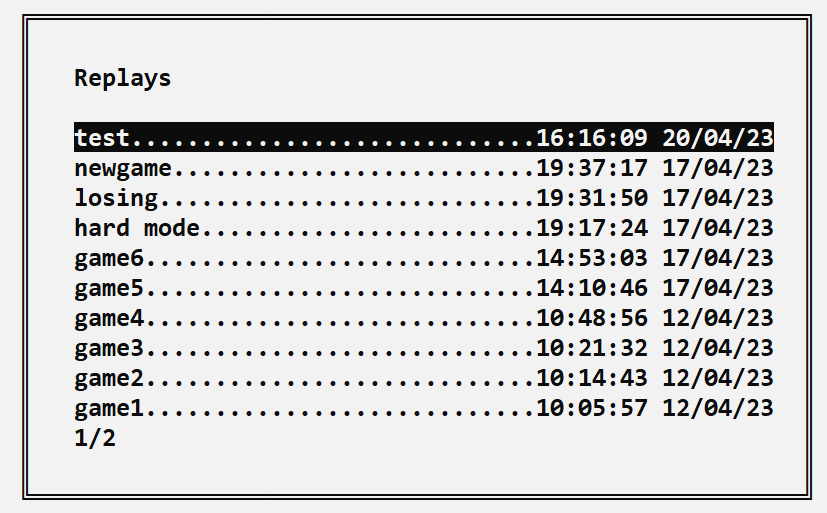 Replays
test.............................16:16:09 20/04/23
newgame..........................19:37:17 17/04/23
losing...........................19:31:50 17/04/23
hard mode........................19:17:24 17/04/23
game6............................14:53:03 17/04/23
game5............................14:10:46 17/04/23
game4............................10:48:56 12/04/23
game3............................10:21:32 12/04/23
game2............................10:14:43 12/04/23
game1............................10:05:57 12/04/23
1/2